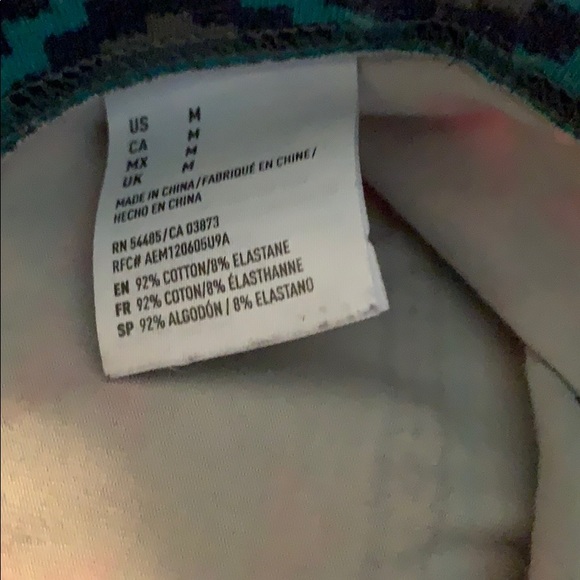 US M
CA M
MX M
UK M
MADE IN CHINA/FABRIQUÉ EN CHINE/
HECHO EN CHINA
RN 54485/CA 03873
RFC# AEM120605U9A
EN 92% COTTON/8% ELASTANE
FR 92% COTON/8% ÉLASTHANNE
SP 92% ALGODÓN / 8% ELASTANO